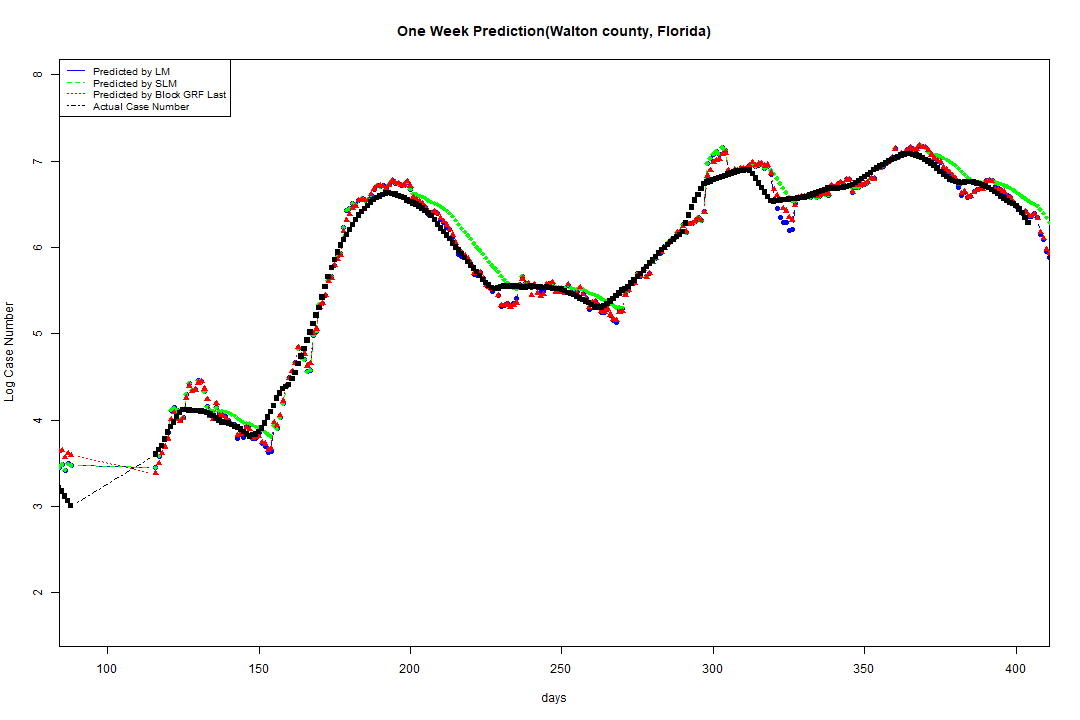 One Week Prediction(Walton county, Florida)
Predicted by LM
Predicted by SLM
Predicted by Block GRF Last
Actual Case Number
8
7
6
5
4
3
2
Log Case Number
100 150 200 250 300 350 400
days